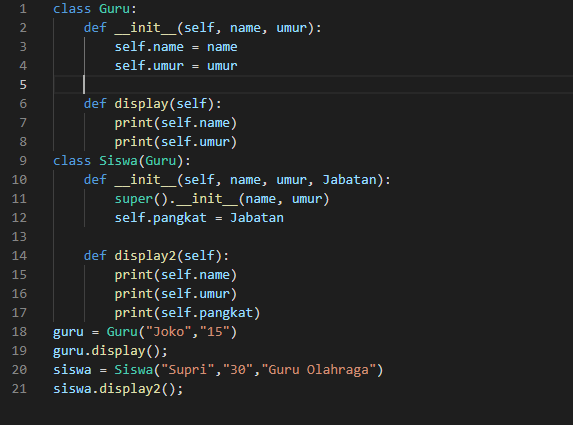 1 class Guru:
2     def __init__(self, name, umur):
3         self.name = name
4         self.umur = umur
5
6     def display(self):
7         print(self.name)
8         print(self.umur)
9 class Siswa(Guru):
10     def __init__(self, name, umur, Jabatan):
11         super().__init__(name, umur)
12         self.pangkat = Jabatan
13
14     def display2(self):
15         print(self.name)
16         print(self.umur)
17         print(self.pangkat)
18 guru = Guru("Joko","15")
19 guru.display();
20 siswa = Siswa("Supri","30","Guru Olahraga")
21 siswa.display2();